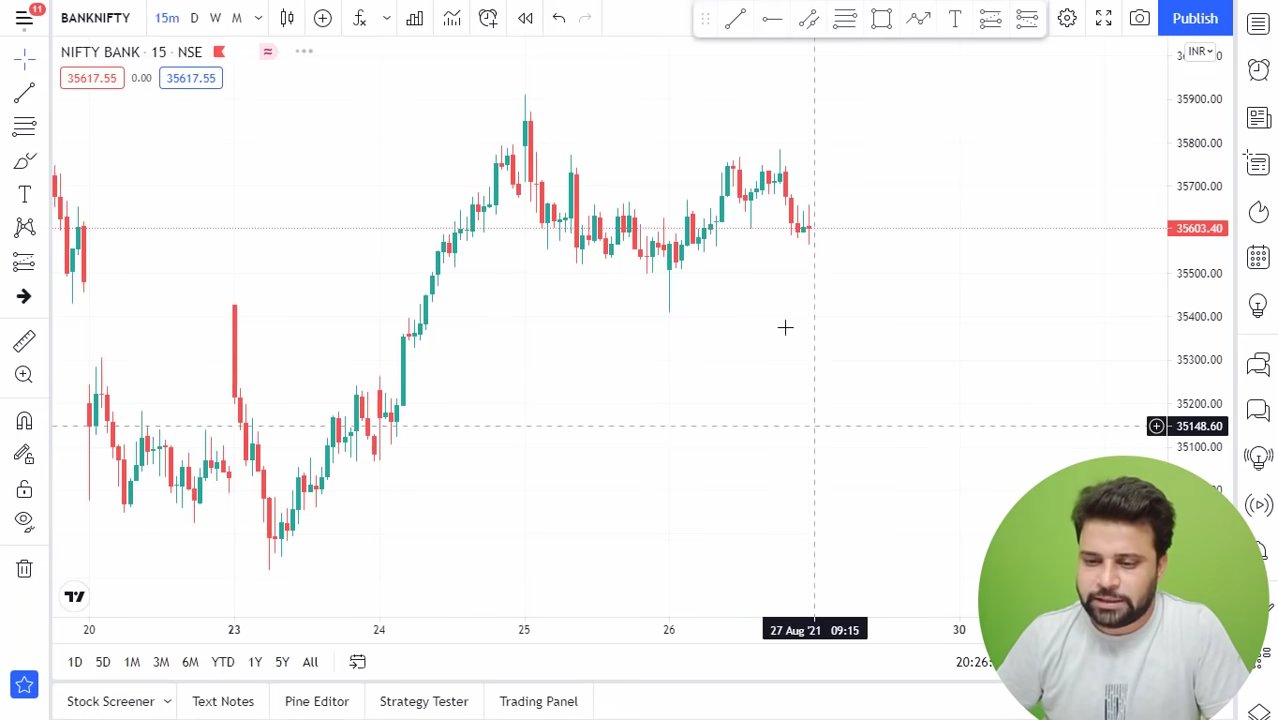 11
BANKNIFTY
15m D W M
Publish
NIFTY BANK · 15 · NSE
INR
35617.55 0.00 35617.55
35900.00
35800.00
35700.00
35603.40
35500.00
35400.00
35300.00
35200.00
35148.60
35100.00
20 23 24 25 26 27 Aug '21 09:15 30
1D 5D 1M 3M 6M YTD 1Y 5Y All
20:26:
Stock Screener Text Notes Pine Editor Strategy Tester Trading Panel